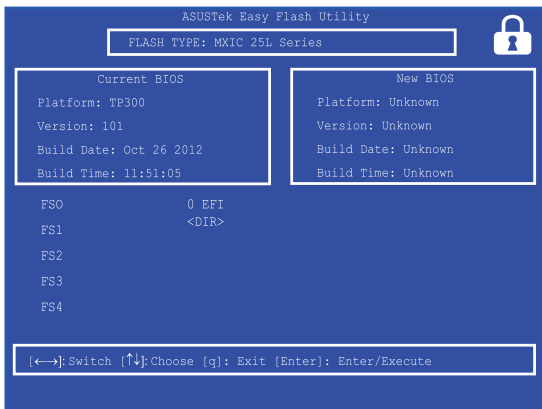 ASUSTek Easy Flash Utility
FLASH TYPE: MXIC 25L Series
Current BIOS
Platform: TP300
Version: 101
Build Date: Oct 26 2012
Build Time: 11:51:05
New BIOS
Platform: Unknown
Version: Unknown
Build Date: Unknown
Build Time: Unknown
FSO 0 EFI
<DIR>
FS1
FS2
FS3
FS4
[←→]: Switch [↑↓]: Choose [q]: Exit [Enter]: Enter/Execute